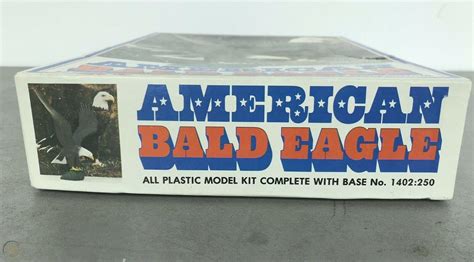 AMERICAN
BALD EAGLE
ALL PLASTIC MODEL KIT COMPLETE WITH BASE No. 1402:250